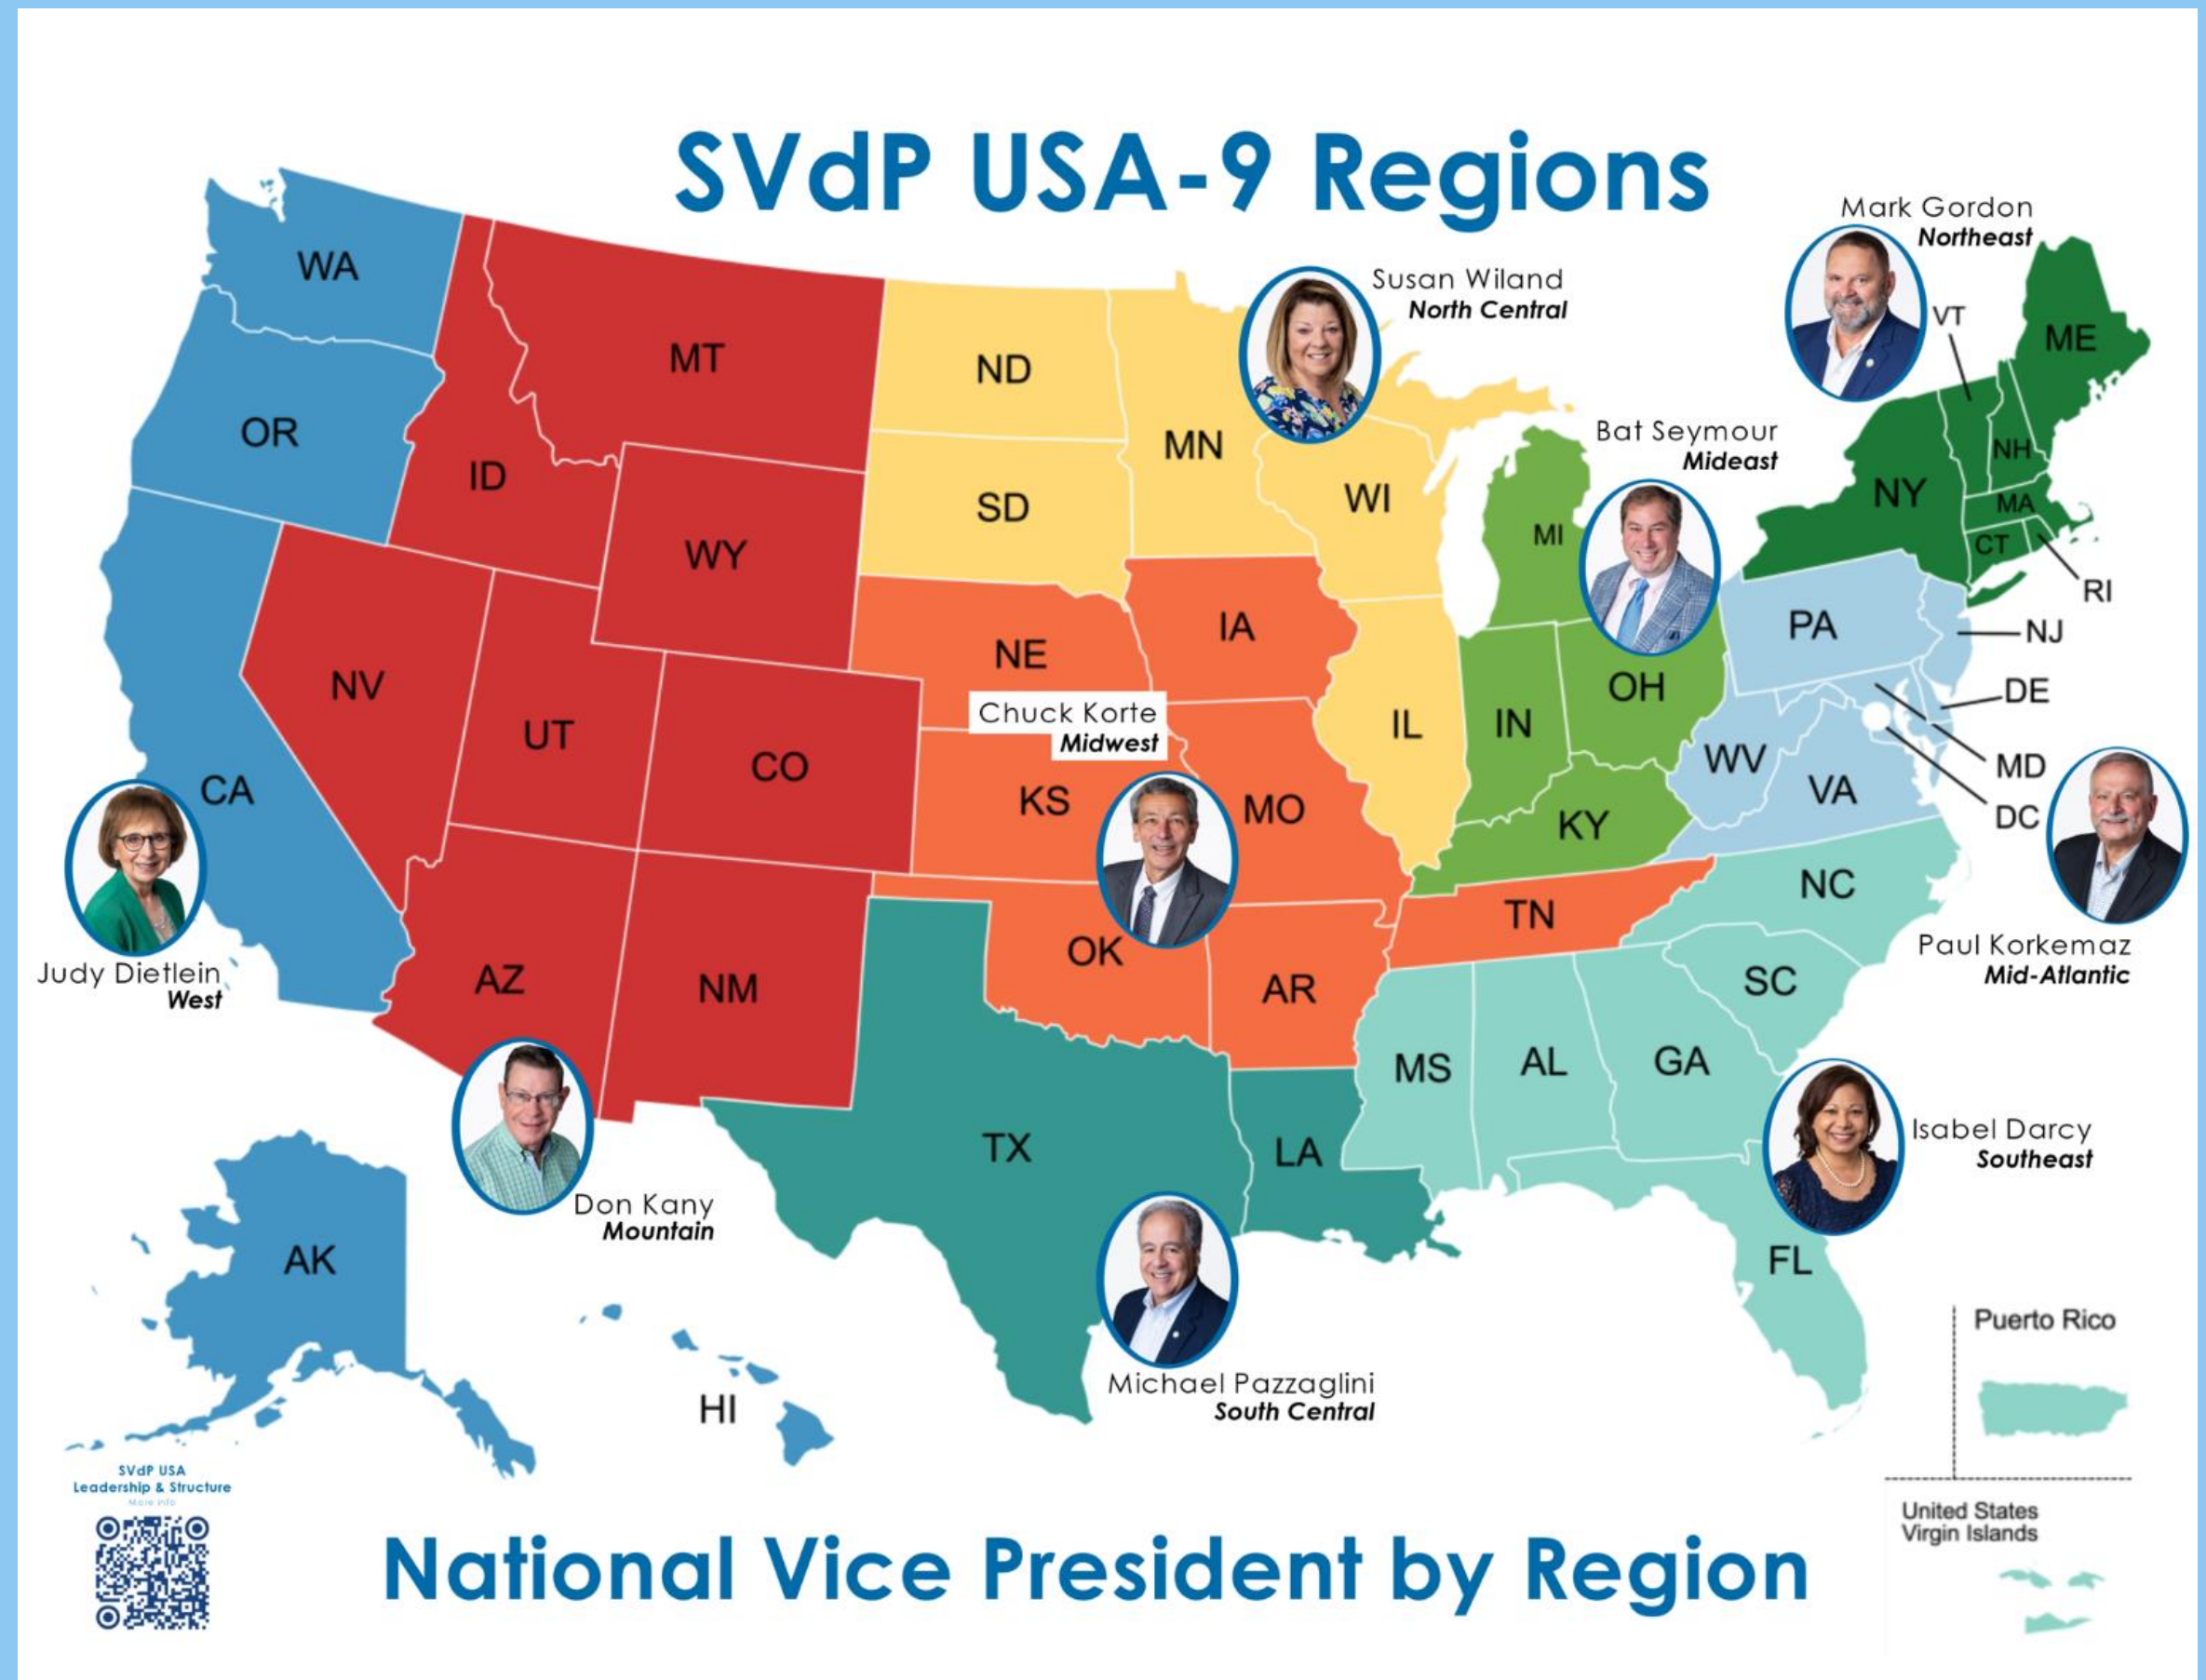 SVdP USA-9 Regions
Mark Gordon
Northeast
Susan Wiland
North Central
Bat Seymour
Mideast
WA
OR
CA
MT
ID
WY
NV
UT
CO
AZ
NM
ND
SD
MN
WI
IL
NE
IA
KS
MO
OK
AR
TN
Chuck Korte
Midwest
MI
IN
OH
KY
VT
ME
NH
NY
MA
CT
RI
PA
NJ
DE
MD
DC
WV
VA
NC
SC
MS
AL
GA
FL
TX
LA
AK
HI
Judy Dietlein
West
Don Kany
Mountain
Michael Pazzaglini
South Central
Paul Korkemaz
Mid-Atlantic
Isabel Darcy
Southeast
Puerto Rico
United States
Virgin Islands
SVdP USA
Leadership & Structure
More info
National Vice President by Region